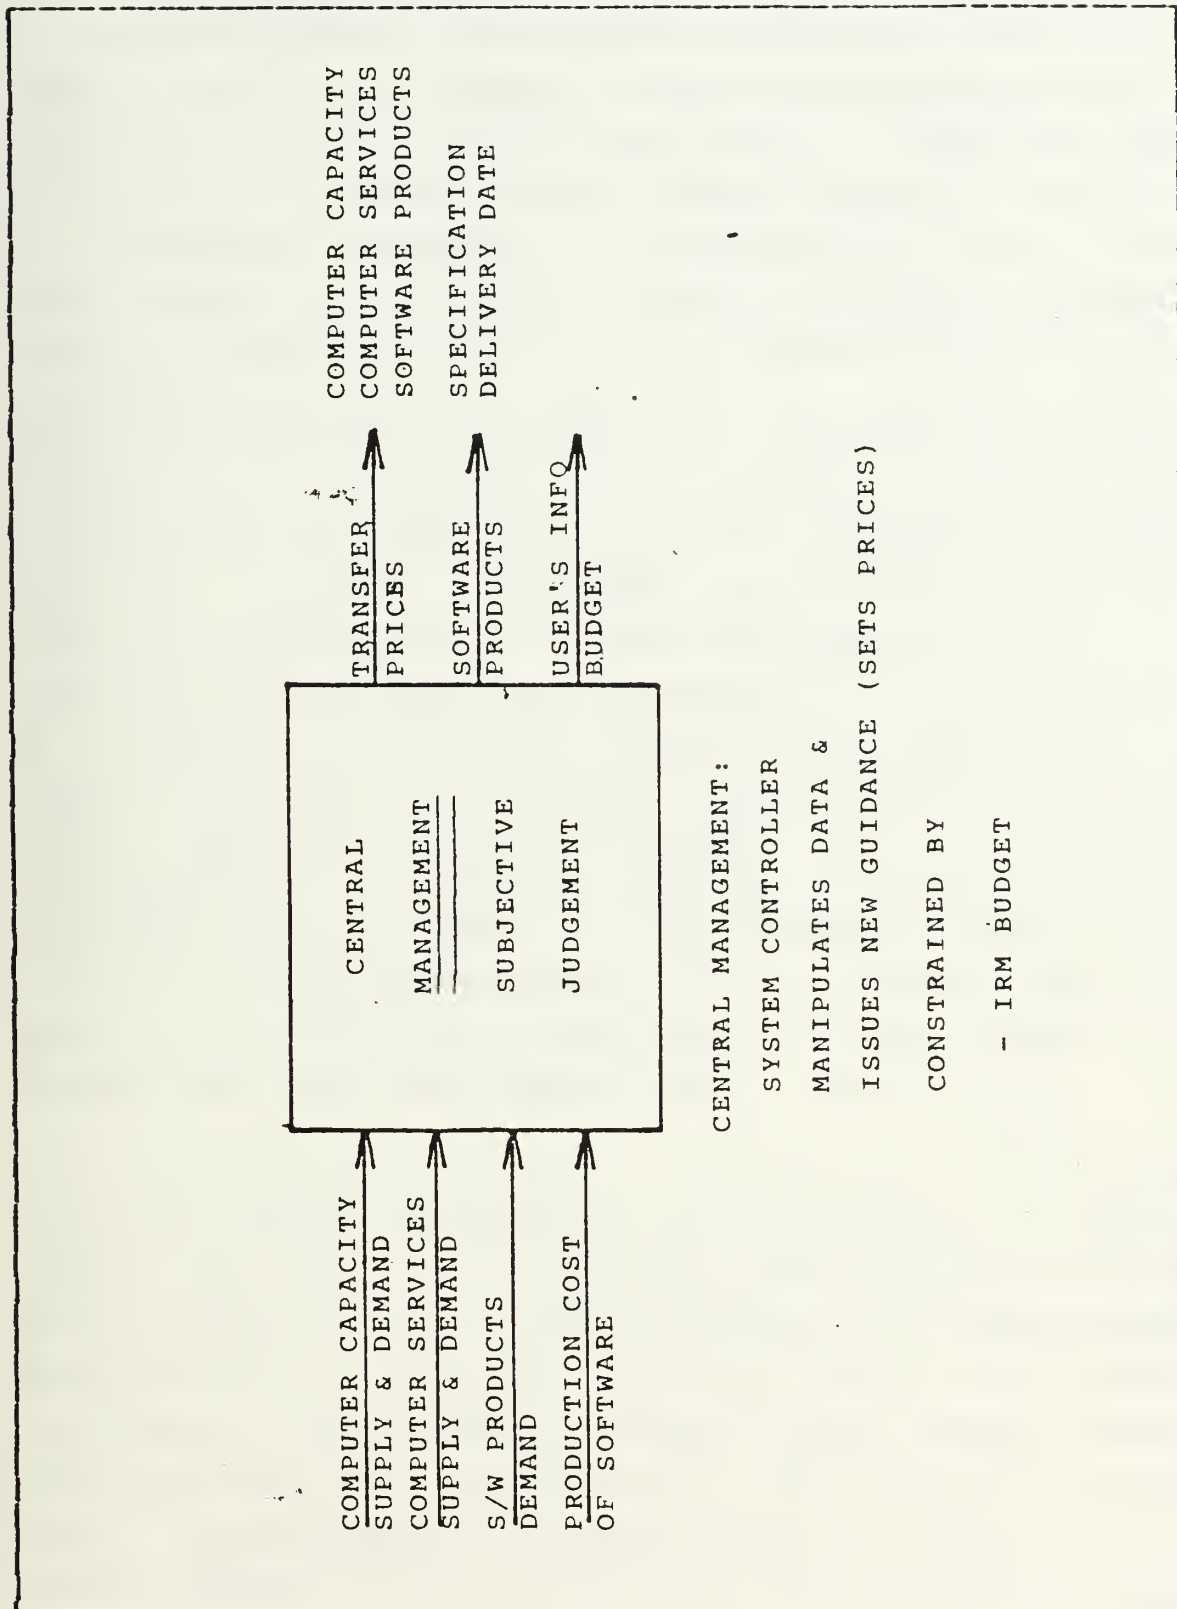 COMPUTER CAPACITY
SUPPLY & DEMAND
COMPUTER SERVICES
SUPPLY & DEMAND
S/W PRODUCTS
DEMAND
PRODUCTION COST
OF SOFTWARE
CENTRAL
MANAGEMENT
SUBJECTIVE
JUDGEMENT
TRANSFER
PRICES
SOFTWARE
PRODUCTS
USER'S INFO
BUDGET
COMPUTER CAPACITY
COMPUTER SERVICES
SOFTWARE PRODUCTS
SPECIFICATION
DELIVERY DATE
CENTRAL MANAGEMENT:
SYSTEM CONTROLLER
MANIPULATES DATA &
ISSUES NEW GUIDANCE (SETS PRICES)
CONSTRAINED BY
- IRM BUDGET